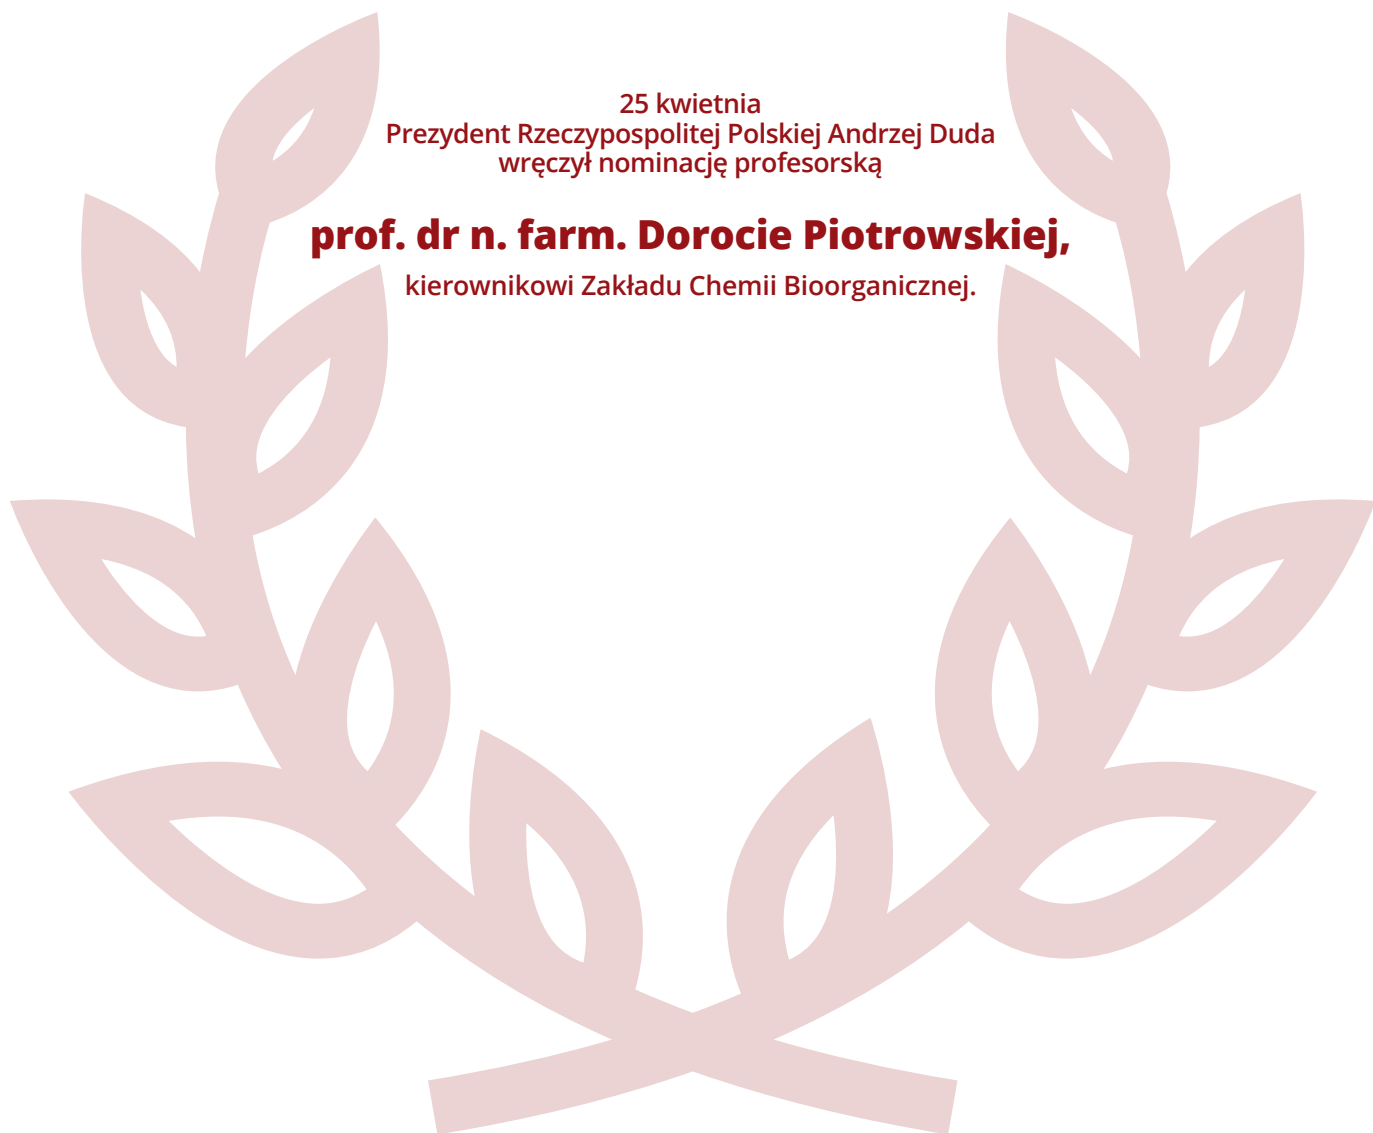 25 kwietnia
Prezydent Rzeczypospolitej Polskiej Andrzej Duda
wręczył nominację profesorską
prof. dr n. farm. Dorocie Piotrowskiej,
kierownikowi Zakładu Chemii Bioorganicznej.